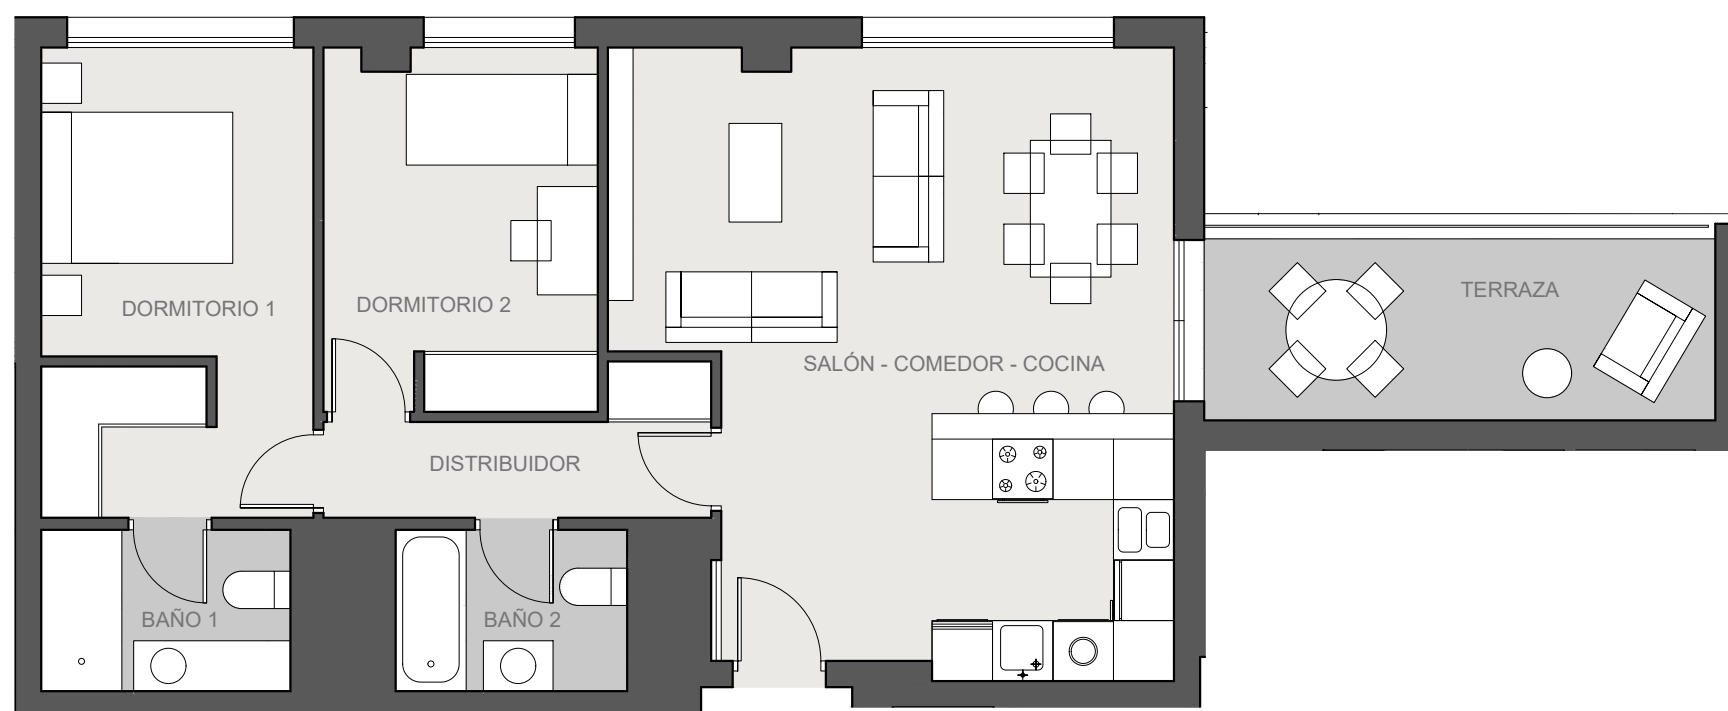 TERRAZA
DORMITORIO 1
DORMITORIO 2
SALÓN - COMEDOR - COCINA
DISTRIBUIDOR
BAÑO 1
BAÑO 2